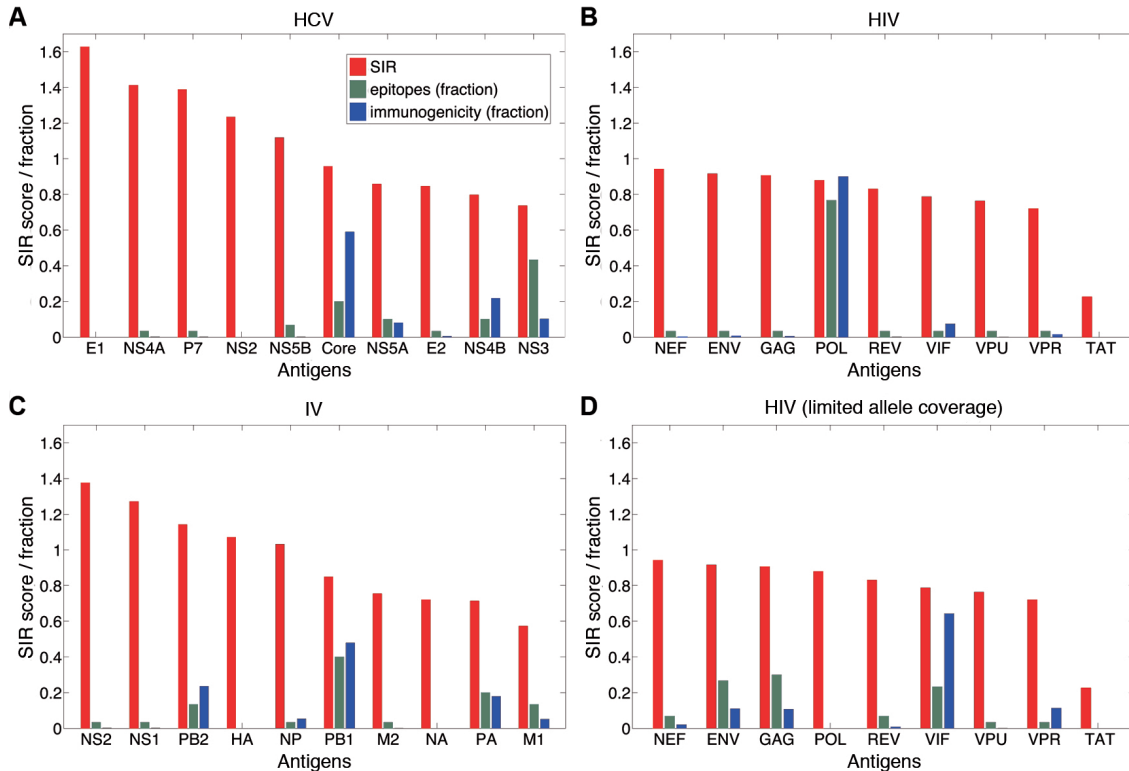 A
HCV
1.6
1.4
1.2
1
0.8
0.6
0.4
0.2
0
SIR score / fraction
SIR
epitopes (fraction)
immunogenicity (fraction)
E1 NS4A P7 NS2 NS5B Core NS5A E2 NS4B NS3
Antigens
B
HIV
1.6
1.4
1.2
1
0.8
0.6
0.4
0.2
0
SIR score / fraction
NEF ENV GAG POL REV VIF VPU VPR TAT
Antigens
C
IV
1.6
1.4
1.2
1
0.8
0.6
0.4
0.2
0
SIR score / fraction
NS2 NS1 PB2 HA NP PB1 M2 NA PA M1
Antigens
D
HIV (limited allele coverage)
1.6
1.4
1.2
1
0.8
0.6
0.4
0.2
0
SIR score / fraction
NEF ENV GAG POL REV VIF VPU VPR TAT
Antigens